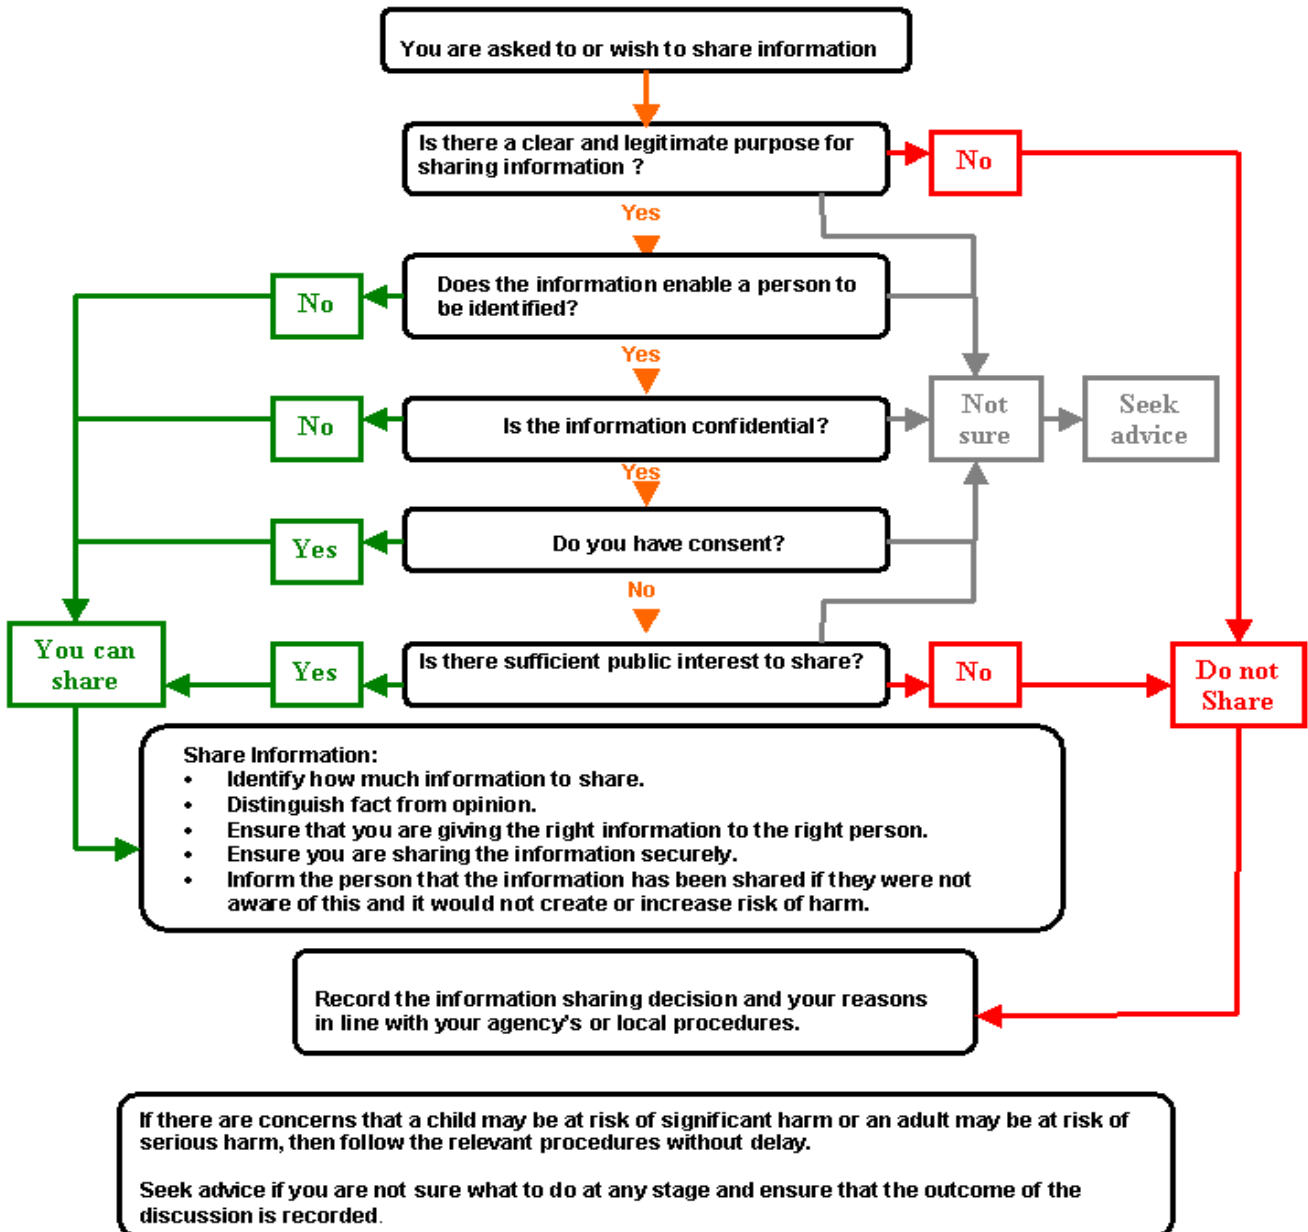 You are asked to or wish to share information
Is there a clear and legitimate purpose for
sharing information ?
No
Yes
Does the information enable a person to
be identified?
No
Yes
Is the information confidential?
No
Not
sure
Seek
advice
Yes
Do you have consent?
Yes
No
Is there sufficient public interest to share?
Yes
No
You can
share
Do not
Share
Share Information:
• Identify how much information to share.
• Distinguish fact from opinion.
• Ensure that you are giving the right information to the right person.
• Ensure you are sharing the information securely.
• Inform the person that the information has been shared if they were not
aware of this and it would not create or increase risk of harm.
Record the information sharing decision and your reasons
in line with your agency's or local procedures.
If there are concerns that a child may be at risk of significant harm or an adult may be at risk of
serious harm, then follow the relevant procedures without delay.
Seek advice if you are not sure what to do at any stage and ensure that the outcome of the
discussion is recorded.